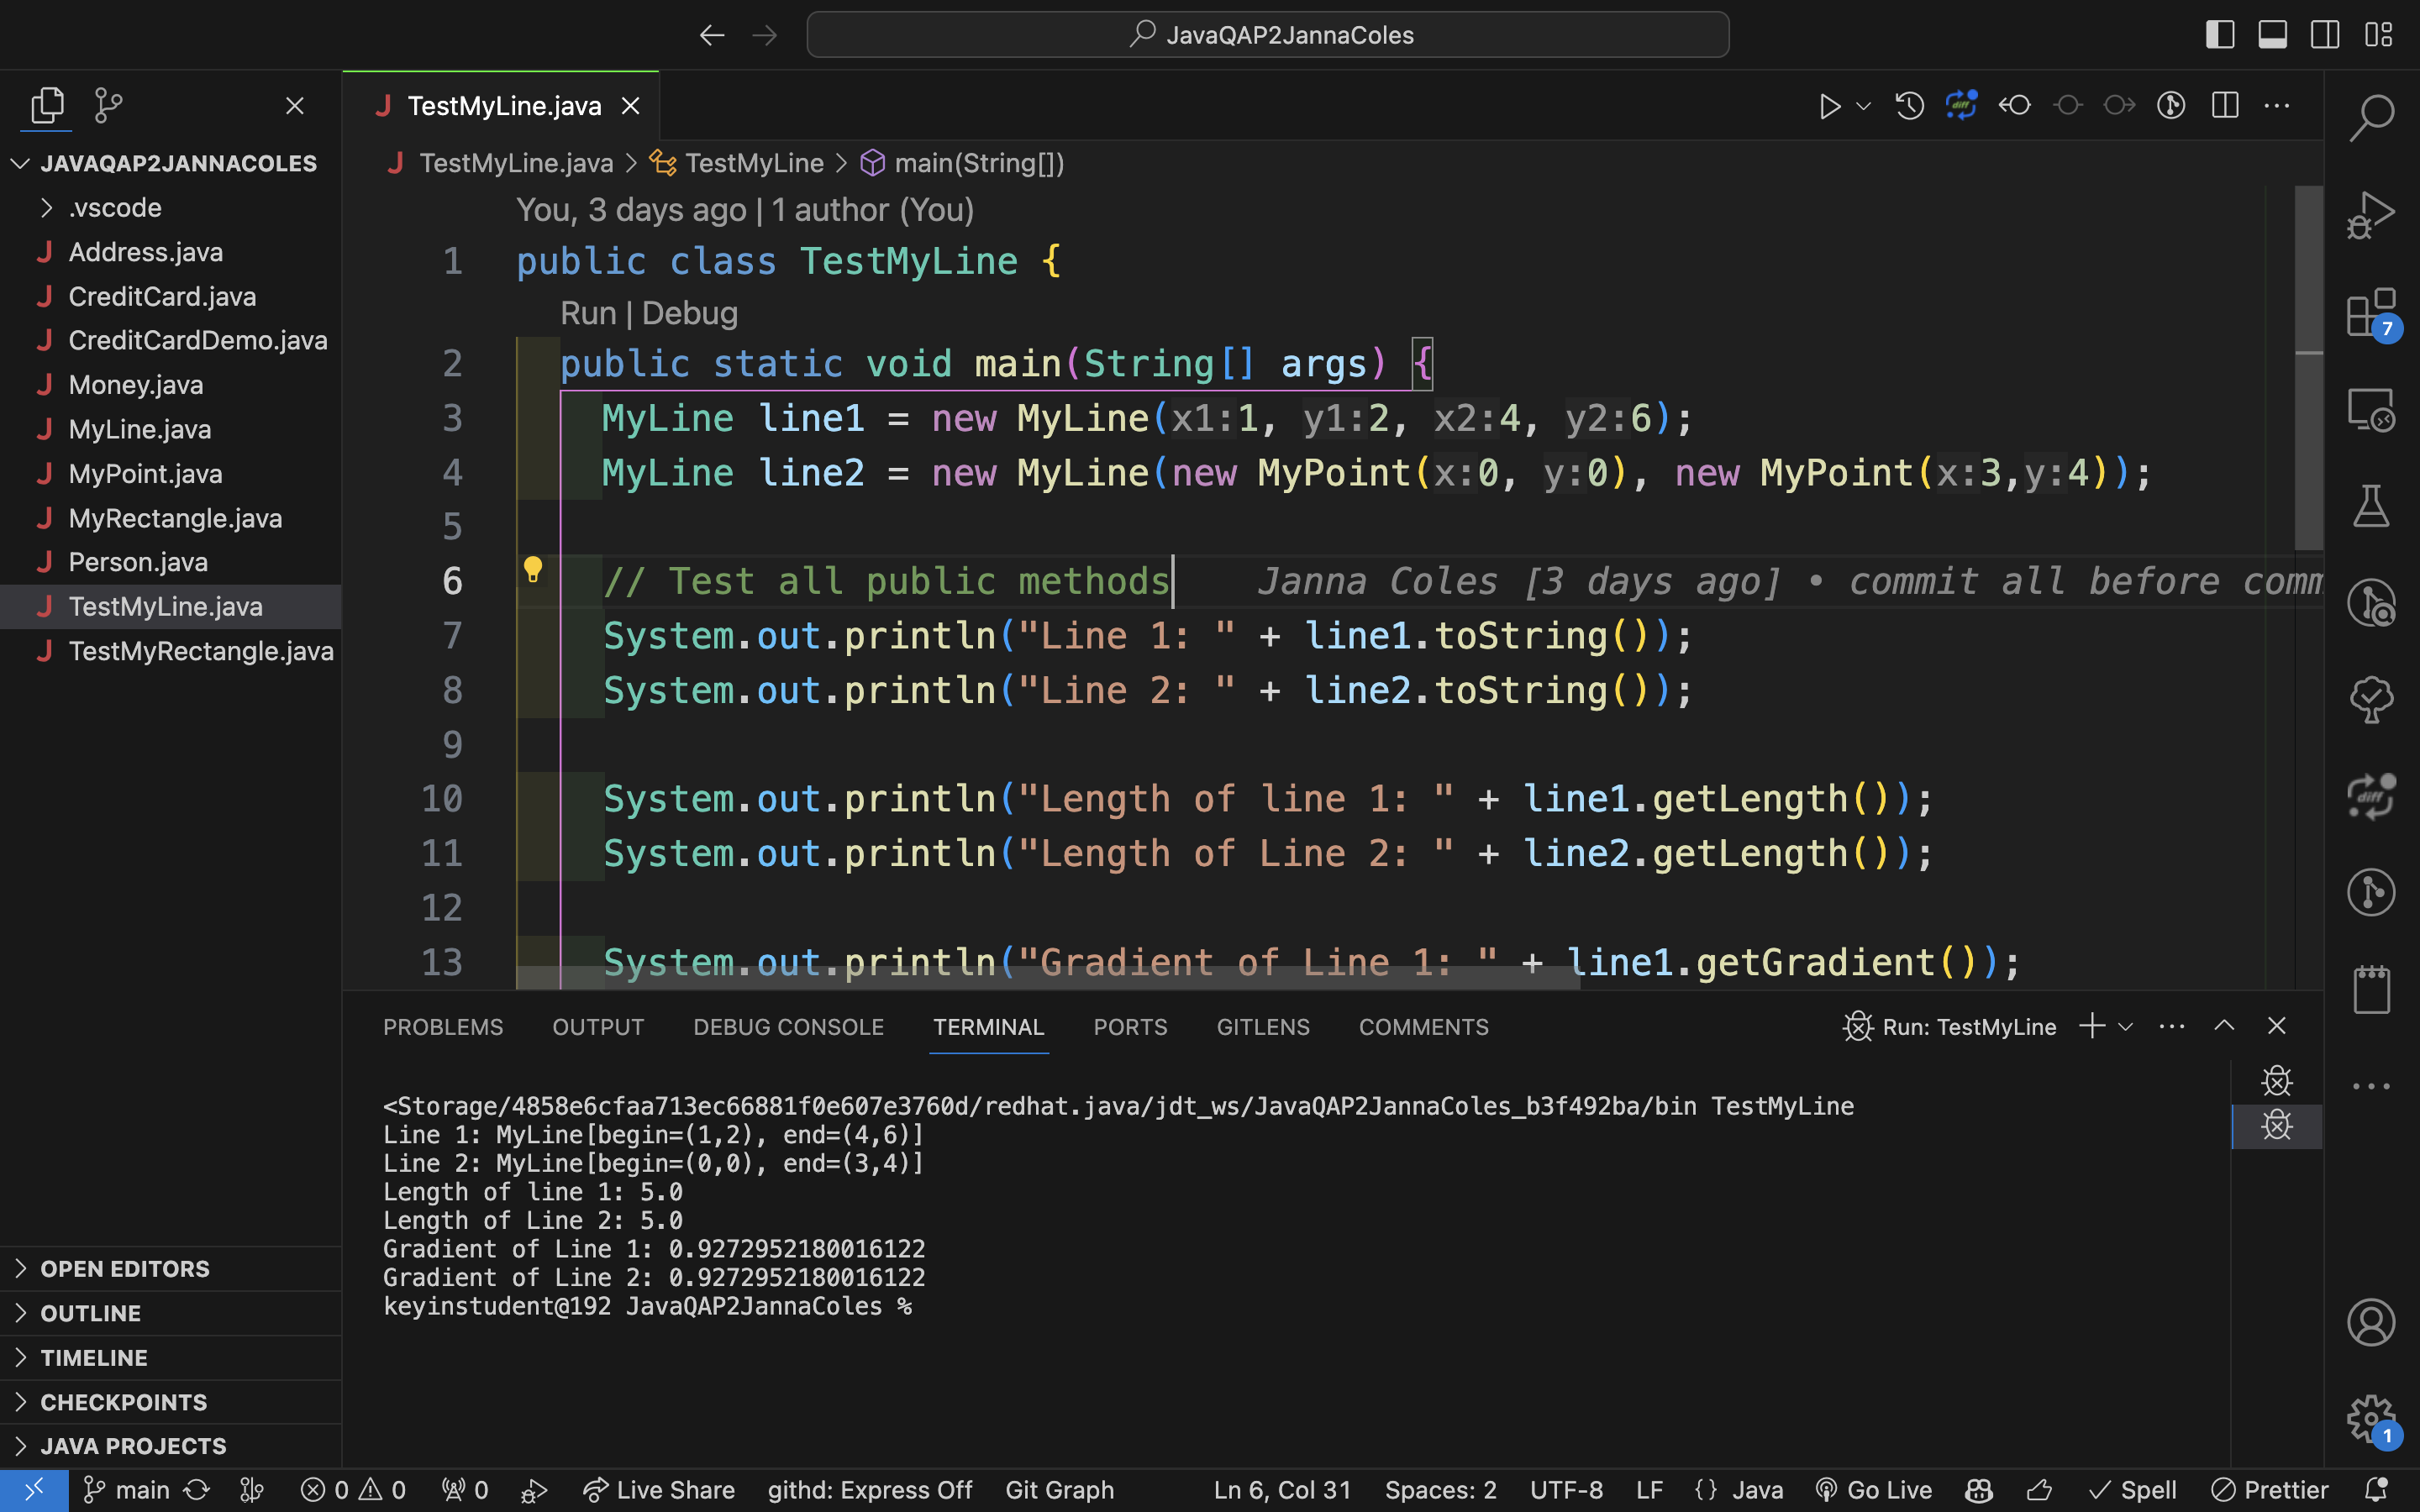 JavaQAP2JannaColes
TestMyLine.java
JAVAQAP2JANNACOLES
.vscode
Address.java
CreditCard.java
CreditCardDemo.java
Money.java
MyLine.java
MyPoint.java
MyRectangle.java
Person.java
TestMyLine.java
TestMyRectangle.java
OPEN EDITORS
OUTLINE
TIMELINE
CHECKPOINTS
JAVA PROJECTS
TestMyLine.java > TestMyLine > main(String[])
You, 3 days ago | 1 author (You)
1 public class TestMyLine {
Run | Debug
2 public static void main(String[] args) {
3 MyLine line1 = new MyLine(x1:1, y1:2, x2:4, y2:6);
4 MyLine line2 = new MyLine(new MyPoint(x:0, y:0), new MyPoint(x:3,y:4));
5
6 // Test all public methods Janna Coles [3 days ago] • commit all before comm
7 System.out.println("Line 1: " + line1.toString());
8 System.out.println("Line 2: " + line2.toString());
9
10 System.out.println("Length of line 1: " + line1.getLength());
11 System.out.println("Length of Line 2: " + line2.getLength());
12
13 System.out.println("Gradient of Line 1: " + line1.getGradient());
PROBLEMS OUTPUT DEBUG CONSOLE TERMINAL PORTS GITLENS COMMENTS Run: TestMyLine
<Storage/4858e6cfaa713ec66881f0e607e3760d/redhat.java/jdt_ws/JavaQAP2JannaColes_b3f492ba/bin TestMyLine
Line 1: MyLine[begin=(1,2), end=(4,6)]
Line 2: MyLine[begin=(0,0), end=(3,4)]
Length of line 1: 5.0
Length of Line 2: 5.0
Gradient of Line 1: 0.9272952180016122
Gradient of Line 2: 0.9272952180016122
keyinstudent@192 JavaQAP2JannaColes %
diff
7
diff
1
main 0 0 0 Live Share githd: Express Off Git Graph Ln 6, Col 31 Spaces: 2 UTF-8 LF {} Java Go Live Spell Prettier